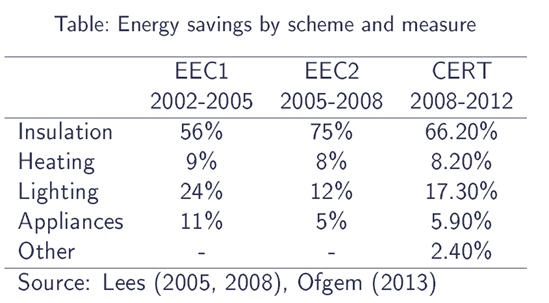 Table: Energy savings by scheme and measure
EEC1 EEC2 CERT
2002-2005 2005-2008 2008-2012
Insulation 56% 75% 66.20%
Heating 9% 8% 8.20%
Lighting 24% 12% 17.30%
Appliances 11% 5% 5.90%
Other - - 2.40%
Source: Lees (2005, 2008), Ofgem (2013)